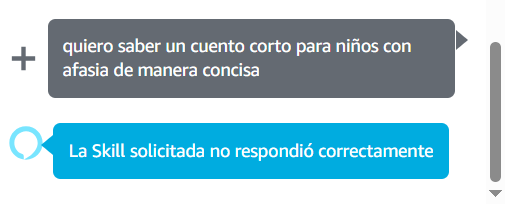 quiero saber un cuento corto para niños con
afasia de manera concisa
La Skill solicitada no respondió correctamente